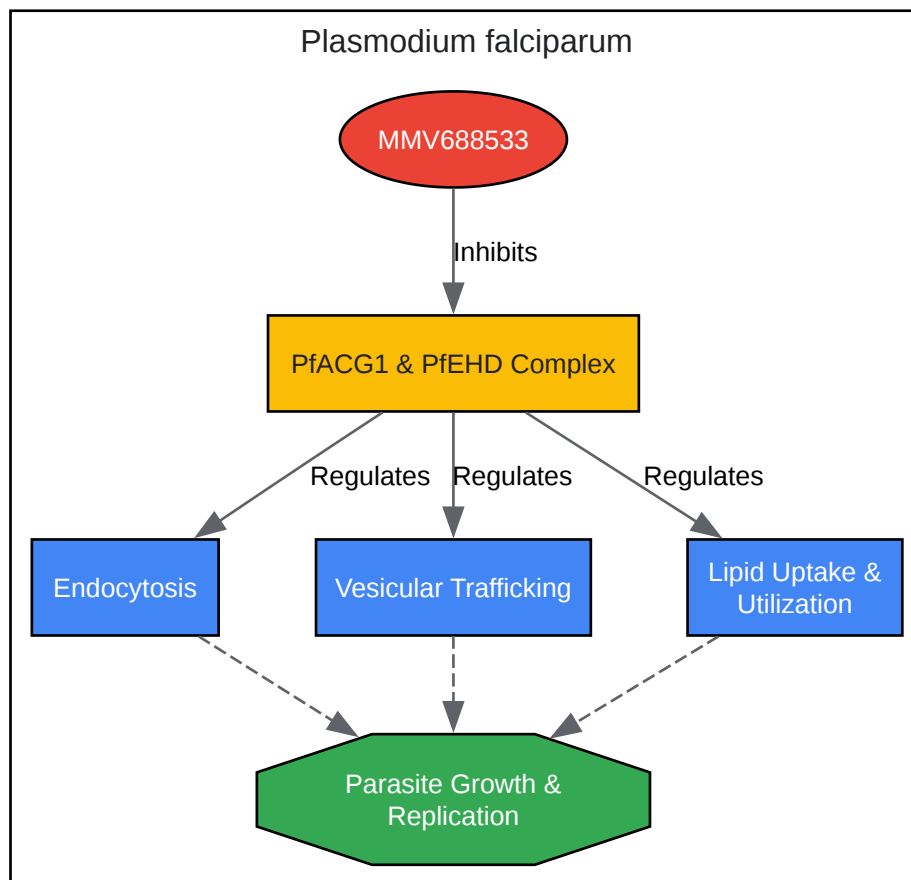 Plasmodium falciparum
MMV688533
Inhibits
PfACG1 & PfEHD Complex
Regulates
Regulates
Regulates
Endocytosis
Vesicular Trafficking
Lipid Uptake &
Utilization
Parasite Growth &
Replication